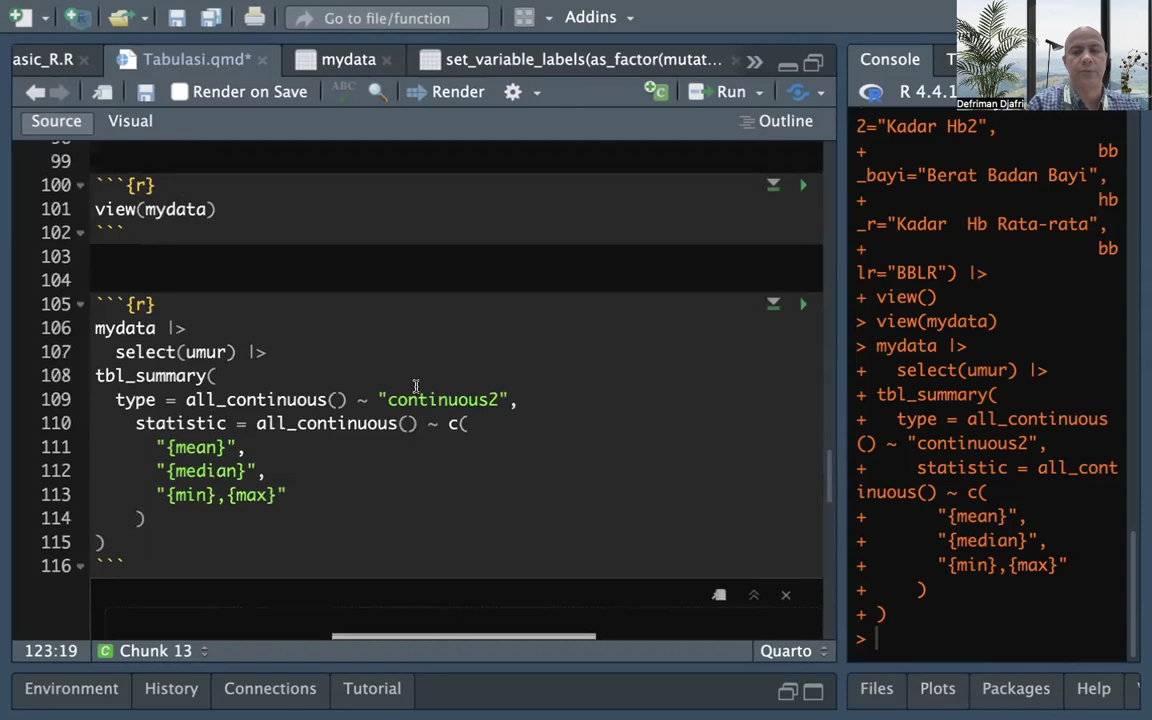 Go to file/function
Addins
asic_R.R
Tabulasi.qmd*
mydata
set_variable_labels(as_factor(mutat...
Render on Save
ABC
Render
Run
Source
Visual
Outline
99
100 ```{r}
101 view(mydata)
102 ```
103
104
105 ```{r}
106 mydata |>
107 select(umur) |>
108 tbl_summary(
109 type = all_continuous() ~ "continuous2",
110 statistic = all_continuous() ~ c(
111 "{mean}",
112 "{median}",
113 "{min},{max}"
114 )
115 )
116 ```
123:19
C Chunk 13
Quarto
Environment
History
Connections
Tutorial
Console
Defriman Djafri
R 4.4.1
2="Kadar Hb2",
+ bb
_bayi="Berat Badan Bayi",
+ hb
_r="Kadar  Hb Rata-rata",
+ bb
lr="BBLR") |>
+ view()
> view(mydata)
> mydata |>
+ select(umur) |>
+ tbl_summary(
+ type = all_continuous
() ~ "continuous2",
+ statistic = all_cont
inuous() ~ c(
+ "{mean}",
+ "{median}",
+ "{min},{max}"
+ )
+ )
>
Files
Plots
Packages
Help